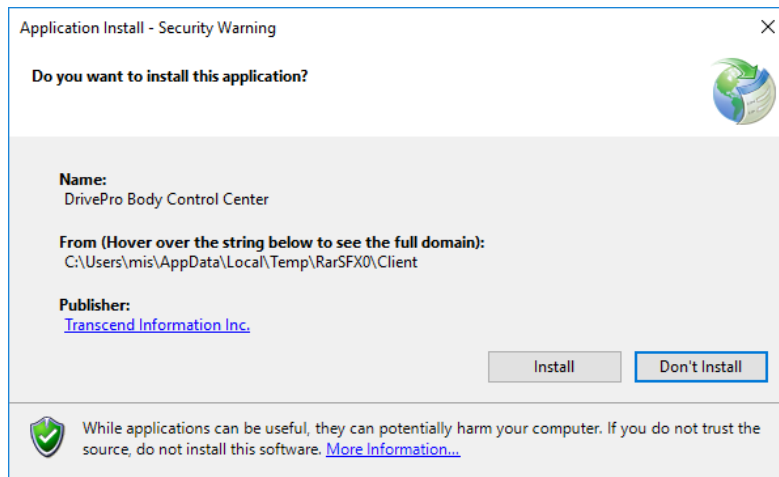 Application Install - Security Warning
Do you want to install this application?
Name:
DrivePro Body Control Center
From (Hover over the string below to see the full domain):
C:\Users\mis\AppData\Local\Temp\RarSFX0\Client
Publisher:
Transcend Information Inc.
Install
Don't Install
While applications can be useful, they can potentially harm your computer. If you do not trust the
source, do not install this software. More Information...